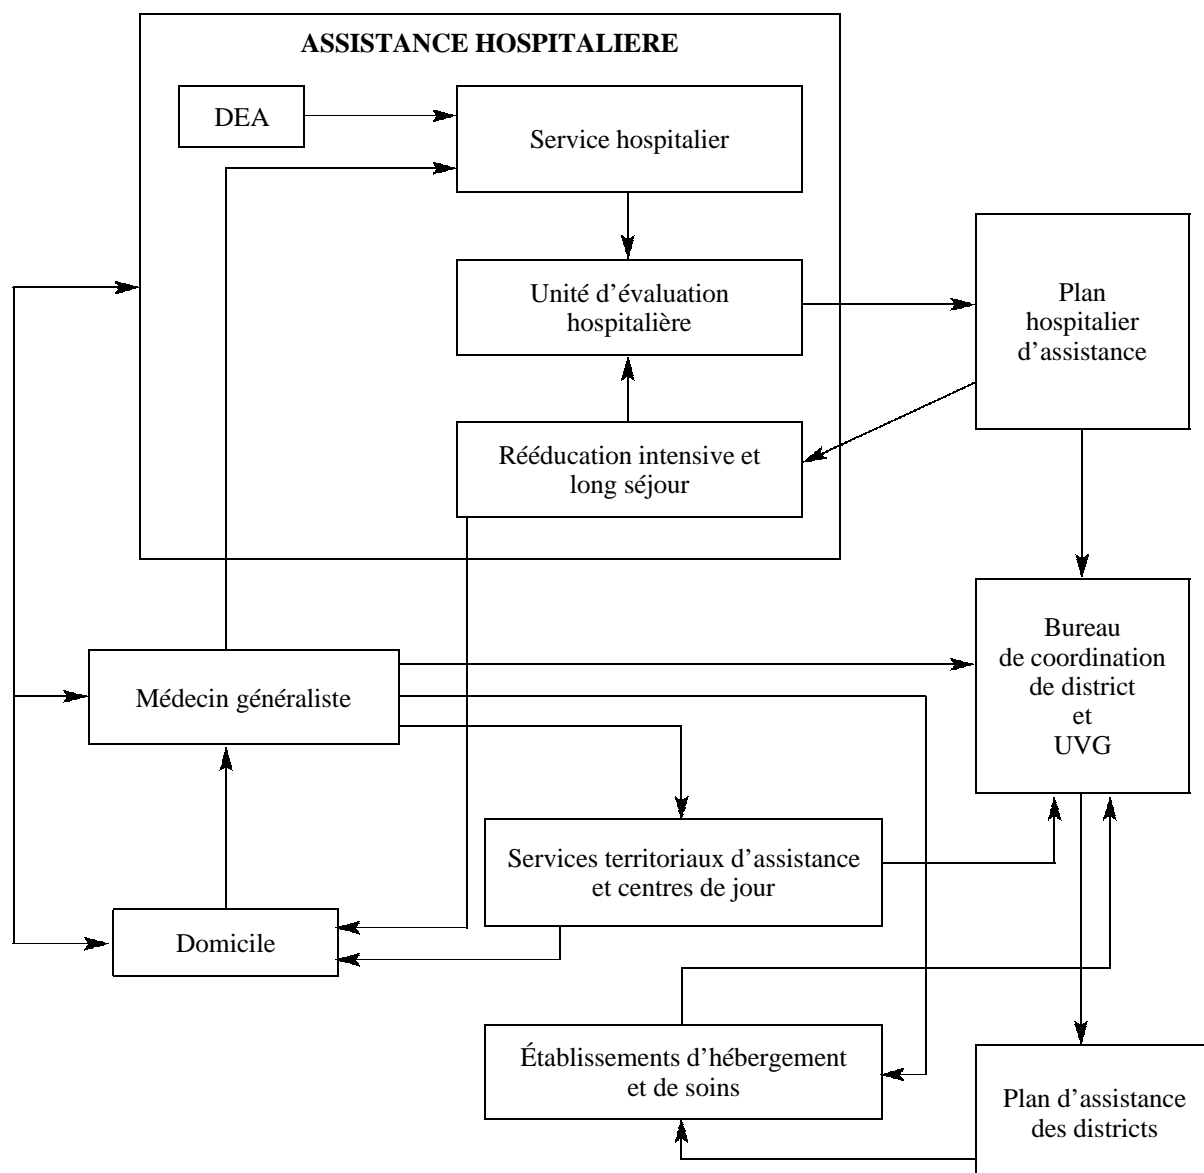 ASSISTANCE HOSPITALIERE
DEA
Service hospitalier
Unité d’évaluation
hospitalière
Plan
hospitalier
d’assistance
Rééducation intensive et
long séjour
Bureau
de coordination
de district
et
UVG
Médecin généraliste
Services territoriaux d’assistance
et centres de jour
Domicile
Établissements d’hébergement
et de soins
Plan d’assistance
des districts